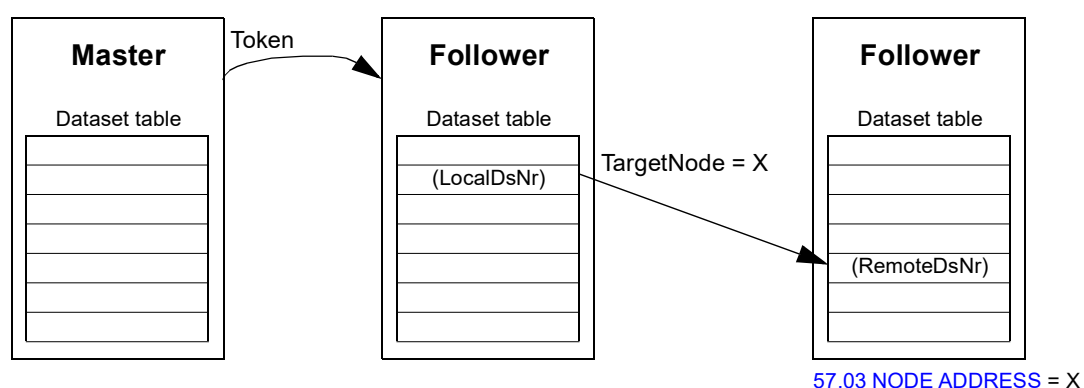 Master
Token
Follower
Follower
Dataset table
Dataset table
Dataset table
TargetNode = X
(LocalDsNr)
(RemoteDsNr)
57.03 NODE ADDRESS = X